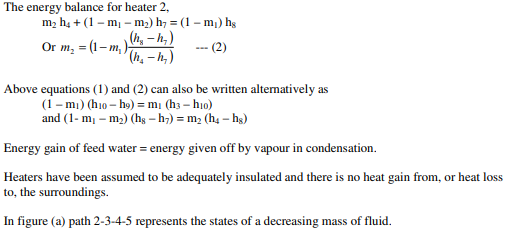 The energy balance for heater 2,
m₂ h₄ + (1 – m₁ – m₂) h₇ = (1 – m₁) h₈
Or m₂ = (1 – m₁) (h₈ – h₇) / (h₄ – h₇) --- (2)
Above equations (1) and (2) can also be written alternatively as
(1 – m₁) (h₁₀ – h₉) = m₁ (h₃ – h₁₀)
and (1- m₁ – m₂) (h₈ – h₇) = m₂ (h₄ – h₈)
Energy gain of feed water = energy given off by vapour in condensation.
Heaters have been assumed to be adequately insulated and there is no heat gain from, or heat loss
to, the surroundings.
In figure (a) path 2-3-4-5 represents the states of a decreasing mass of fluid.